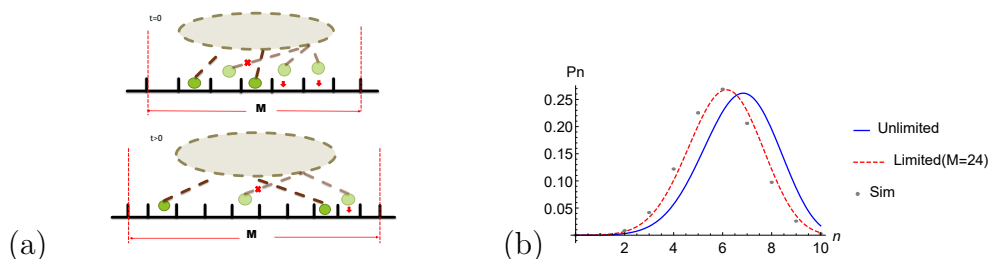 t=0
M
t>0
M
(a)
Pn
0.25
0.20
0.15
0.10
0.05
2 4 6 8 10 n
Unlimited
Limited(M=24)
Sim
(b)